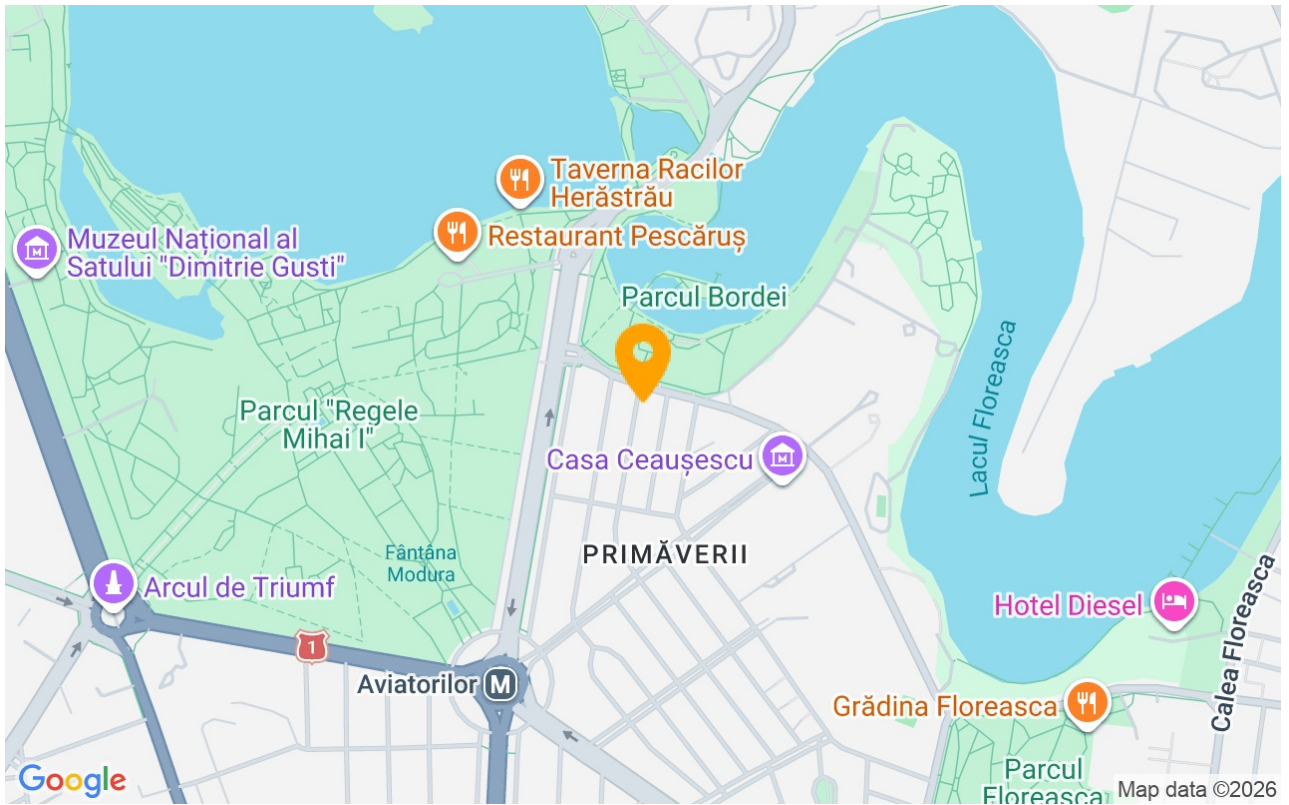 Taverna Racilor
Herăstrău
Muzeul Național al
Satului "Dimitrie Gusti"
Restaurant Pescăruș
Parcul Bordei
Lacul Floreasca
Parcul "Regele
Mihai I"
Casa Ceaușescu
PRIMĂVERII
Fântâna
Modura
Arcul de Triumf
Hotel Diesel
Calea Floreasca
1
Aviatorilor M
Grădina Floreasca
Parcul
Floreasca
Google
Map data ©2026